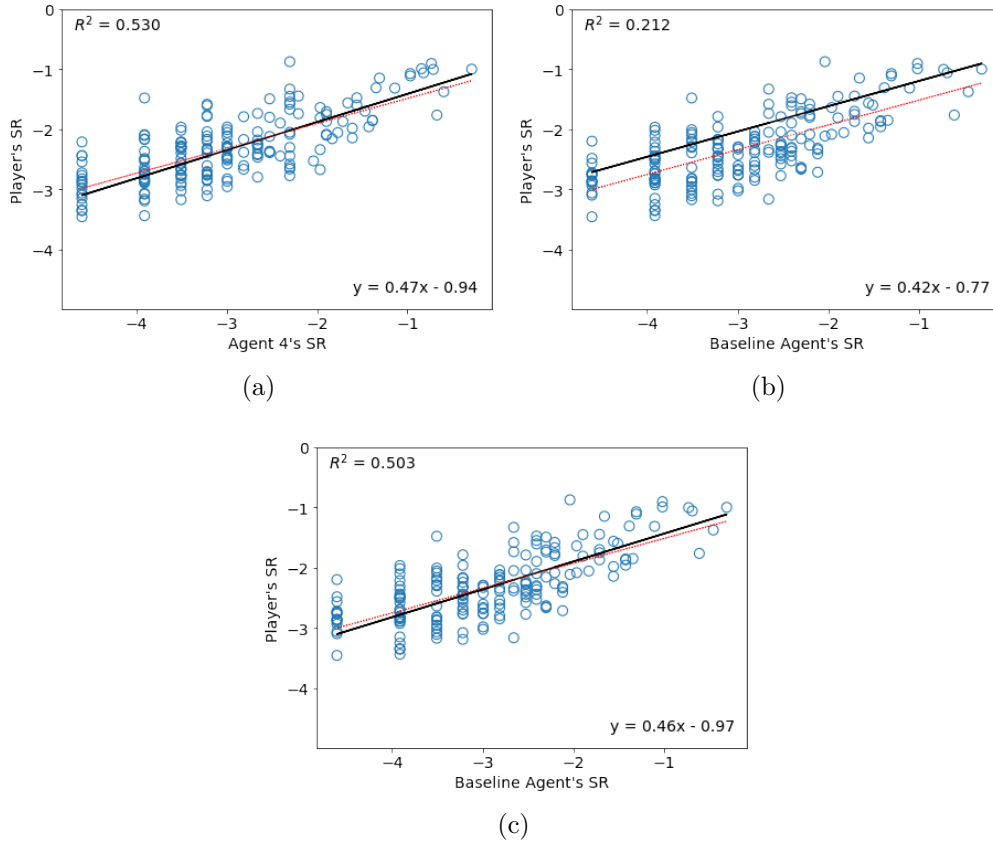 R² = 0.530
0
−1
−2
−3
−4
Player's SR
y = 0.47x - 0.94
−4
−3
−2
−1
Agent 4's SR
(a)
R² = 0.212
0
−1
−2
−3
−4
Player's SR
y = 0.42x - 0.77
−4
−3
−2
−1
Baseline Agent's SR
(b)
R² = 0.503
0
−1
−2
−3
−4
Player's SR
y = 0.46x - 0.97
−4
−3
−2
−1
Baseline Agent's SR
(c)